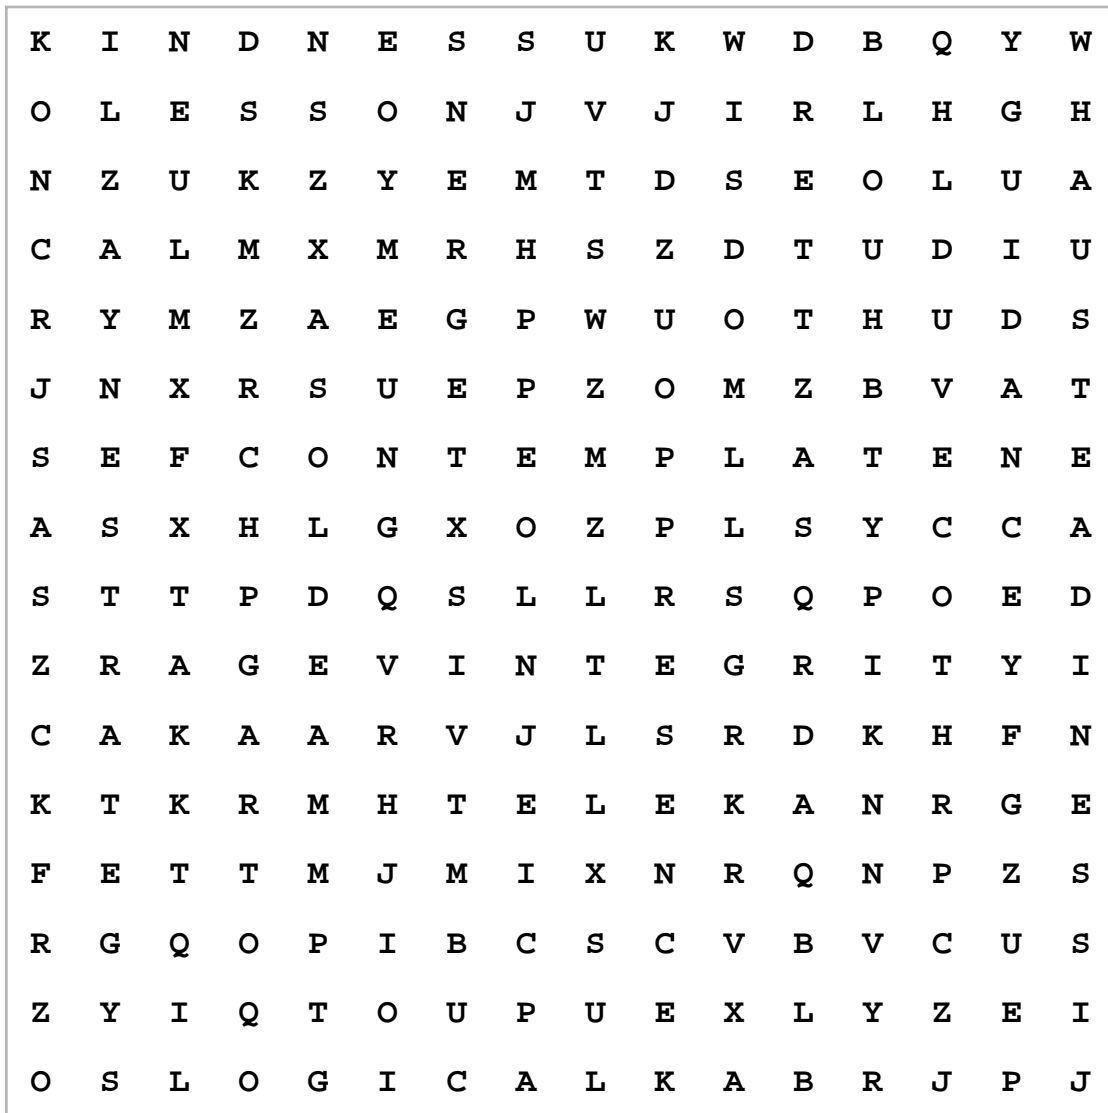 K I N D N E S S U K W D B Q Y W
O L E S S O N J V J I R L H G H
N Z U K Z Y E M T D S E O L U A
C A L M X M R H S Z D T U D I U
R Y M Z A E G P W U O T H U D S
J N X R S U E P Z O M Z B V A T
S E F C O N T E M P L A T E N E
A S X H L G X O Z P L S Y C C A
S T T P D Q S L L R S Q P O E D
Z R A G E V I N T E G R I T Y I
C A K A A R V J L S R D K H F N
K T K R M H T E L E K A N R G E
F E T T M J M I X N R Q N P Z S
R G Q O P I B C S C V B V C U S
Z Y I Q T O U P U E X L Y Z E I
O S L O G I C A L K A B R J P J